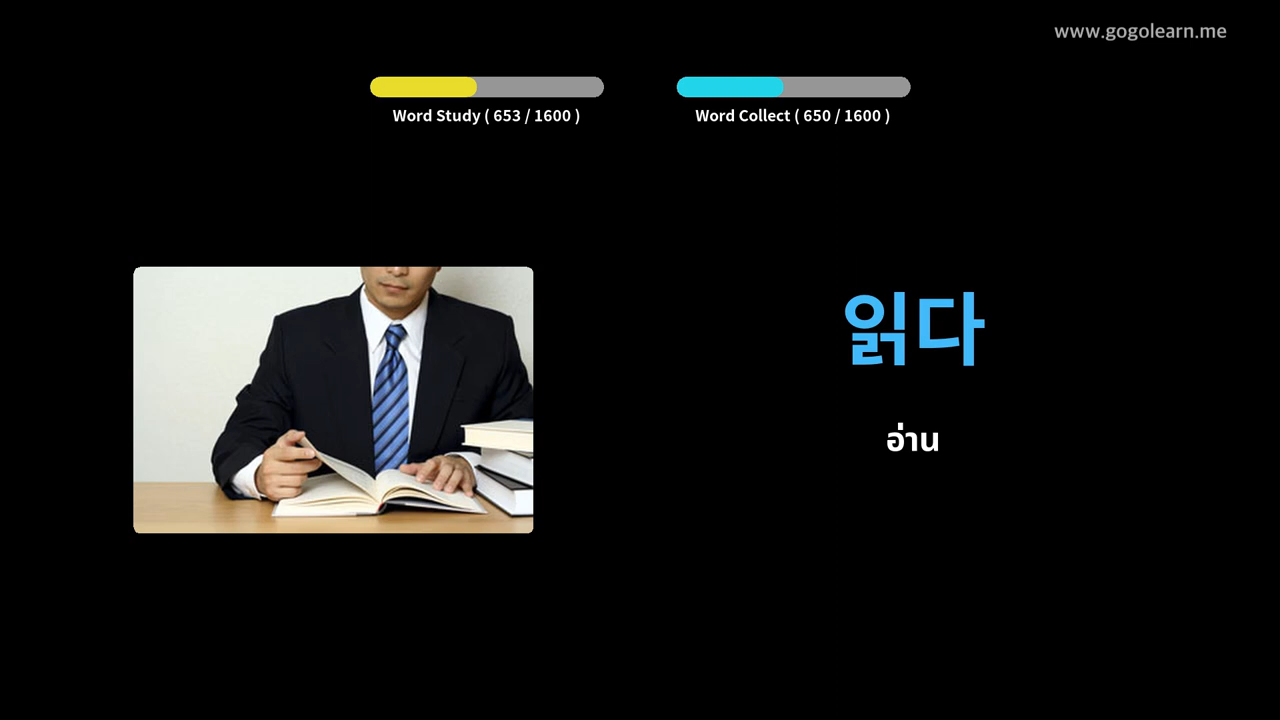 www.gogolearn.me
Word Study ( 653 / 1600 )
Word Collect ( 650 / 1600 )
읽다
อ่าน